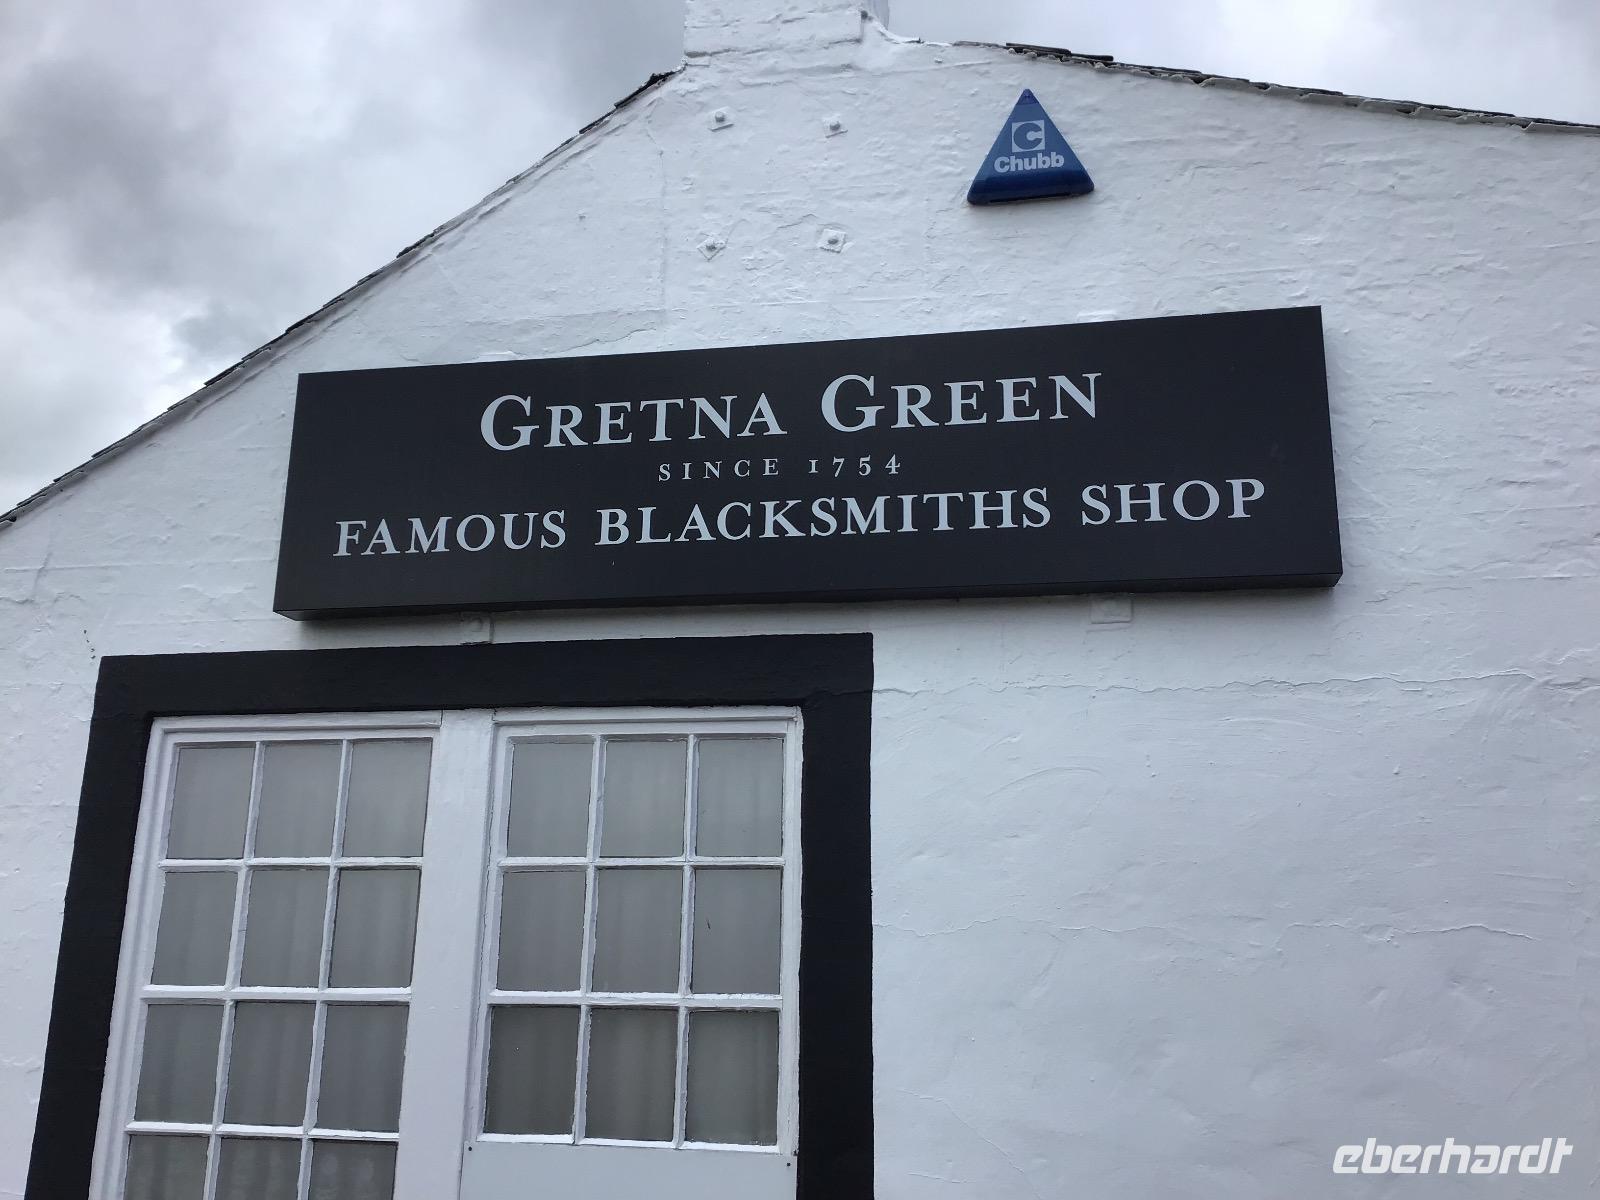 C
Chubb
GRETNA GREEN
SINCE 1754
FAMOUS BLACKSMITHS SHOP
eberhardt